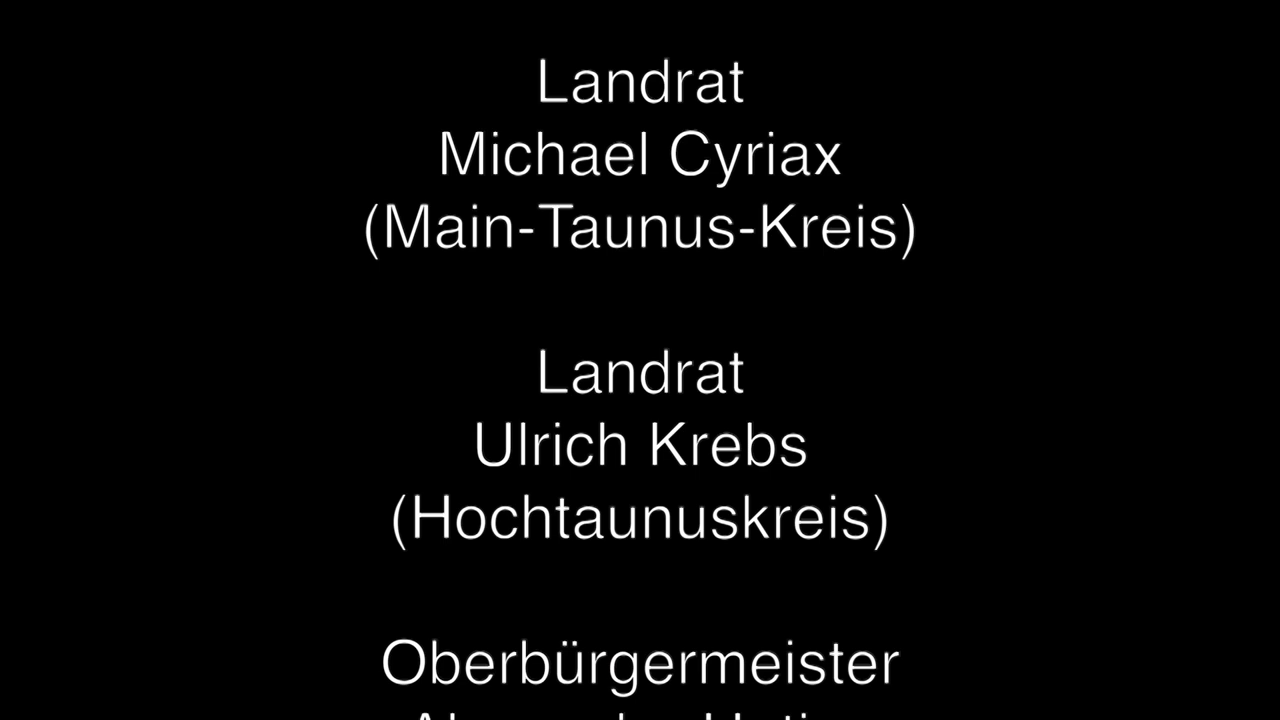 Landrat
Michael Cyriax
(Main-Taunus-Kreis)
Landrat
Ulrich Krebs
(Hochtaunuskreis)
Oberbürgermeister